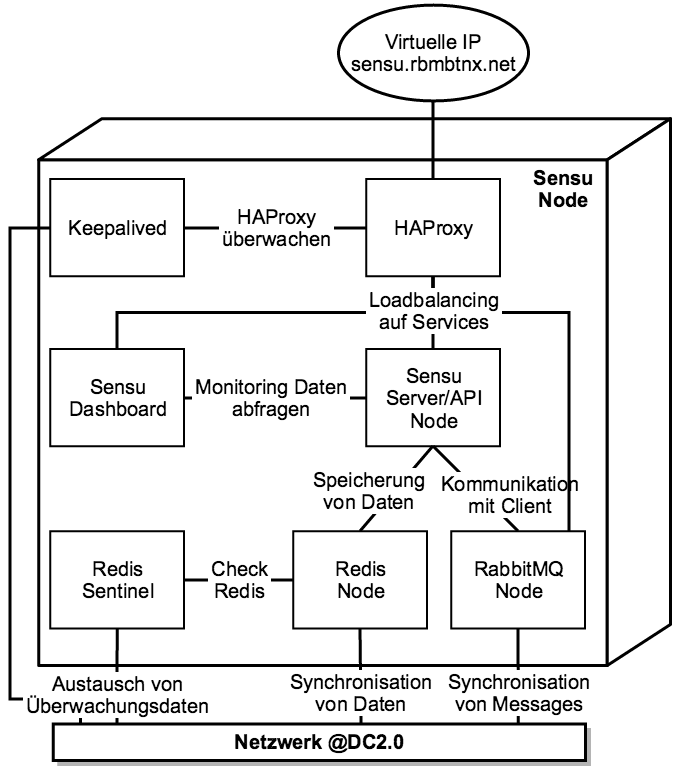 Virtuelle IP
sensu.rbmbtnx.net
Sensu
Node
Keepalived
HAProxy
überwachen
HAProxy
Loadbalancing
auf Services
Sensu
Dashboard
Monitoring Daten
abfragen
Sensu
Server/API
Node
Speicherung
von Daten
Kommunikation
mit Client
Redis
Sentinel
Check
Redis
Redis
Node
RabbitMQ
Node
Austausch von
Überwachungsdaten
Synchronisation
von Daten
Synchronisation
von Messages
Netzwerk @DC2.0